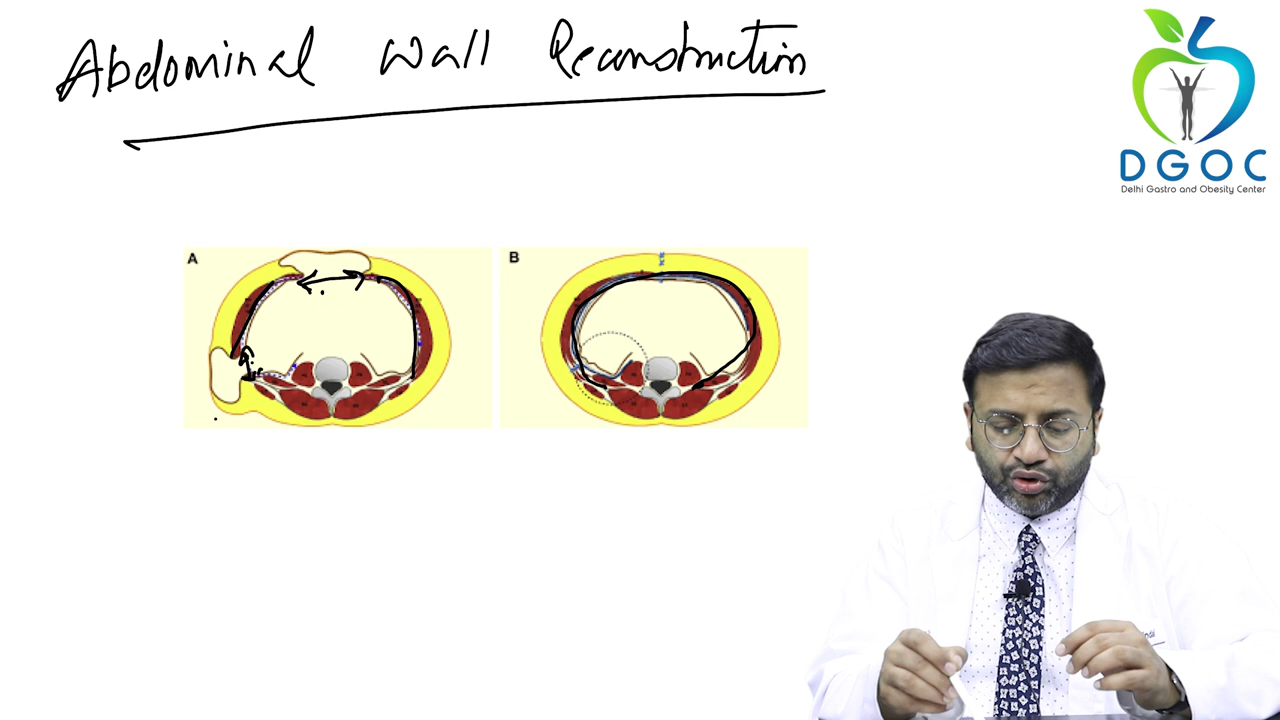 Abdominal Wall Reconstruction
DGOC
Delhi Gastro and Obesity Center
A
B